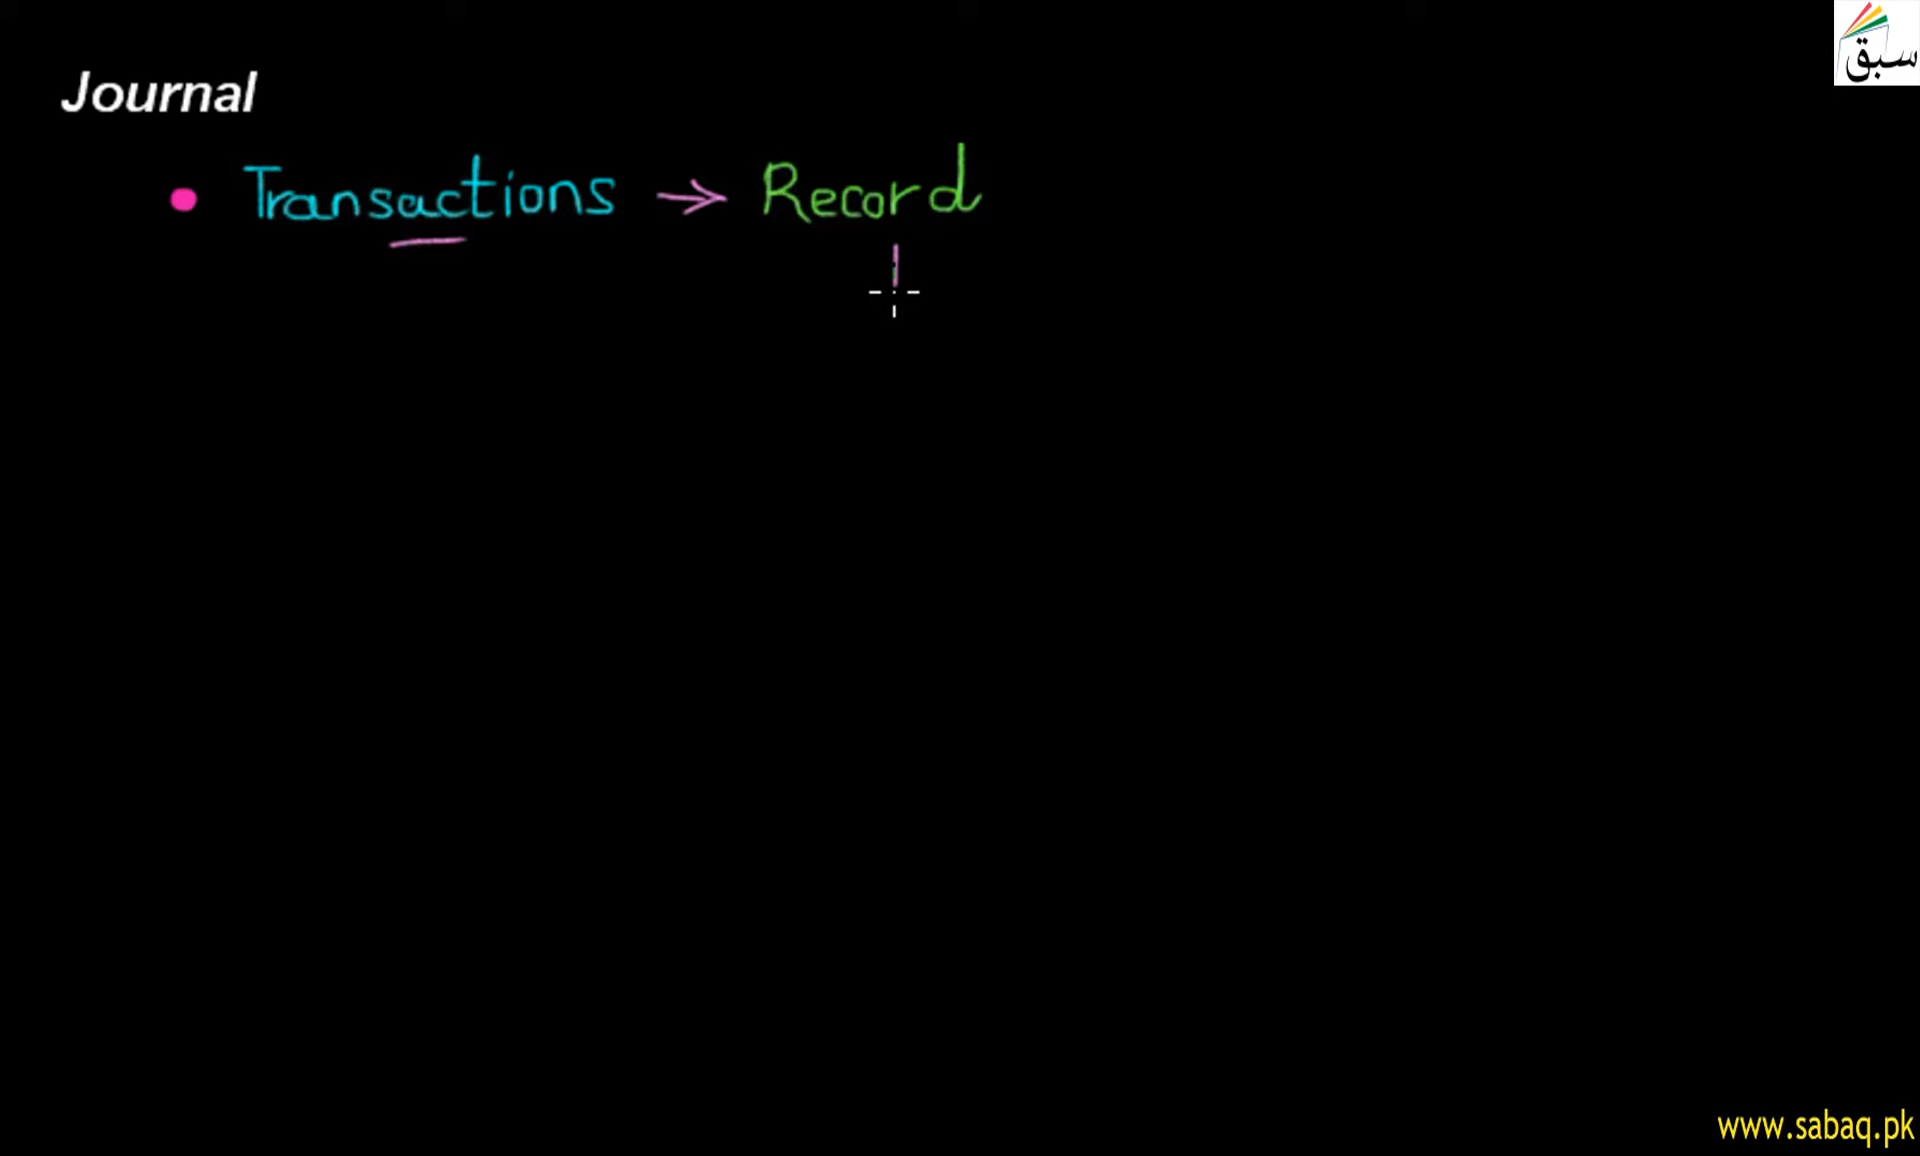 سبق
Journal
• Transactions → Record
www.sabaq.pk